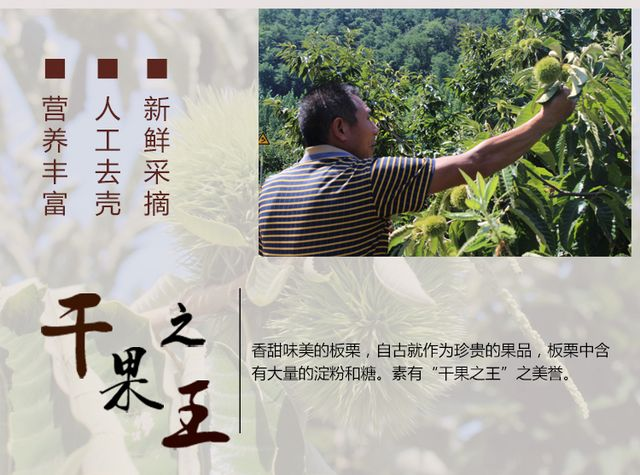 新鲜采摘
人工去壳
营养丰富
干果之王
香甜味美的板栗，自古就作为珍贵的果品，板栗中含
有大量的淀粉和糖。素有“干果之王”之美誉。